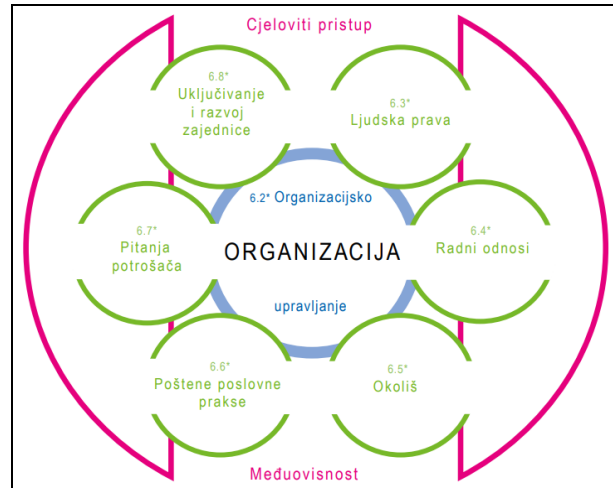 Cjeloviti pristup
6.8*
Uključivanje
i razvoj
zajednice
6.3*
Ljudska prava
6.2* Organizacijsko
6.7*
Pitanja
potrošača
ORGANIZACIJA
6.4*
Radni odnosi
upravljanje
6.6*
Poštene poslovne
prakse
6.5*
Okoliš
Međuovisnost